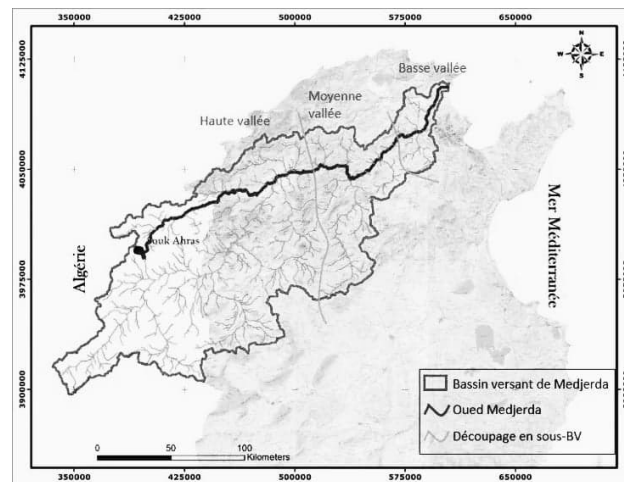 350000 425000 500000 575000 650000
4125000
4050000
3975000
3900000
N
W E
S
Basse vallée
Moyenne
vallée
Haute vallée
Souk Ahras
Algérie
Mer Méditerranée
Bassin versant de Medjerda
Oued Medjerda
Découpage en sous-BV
0 50 100
Kilometers
350000 425000 500000 575000 650000